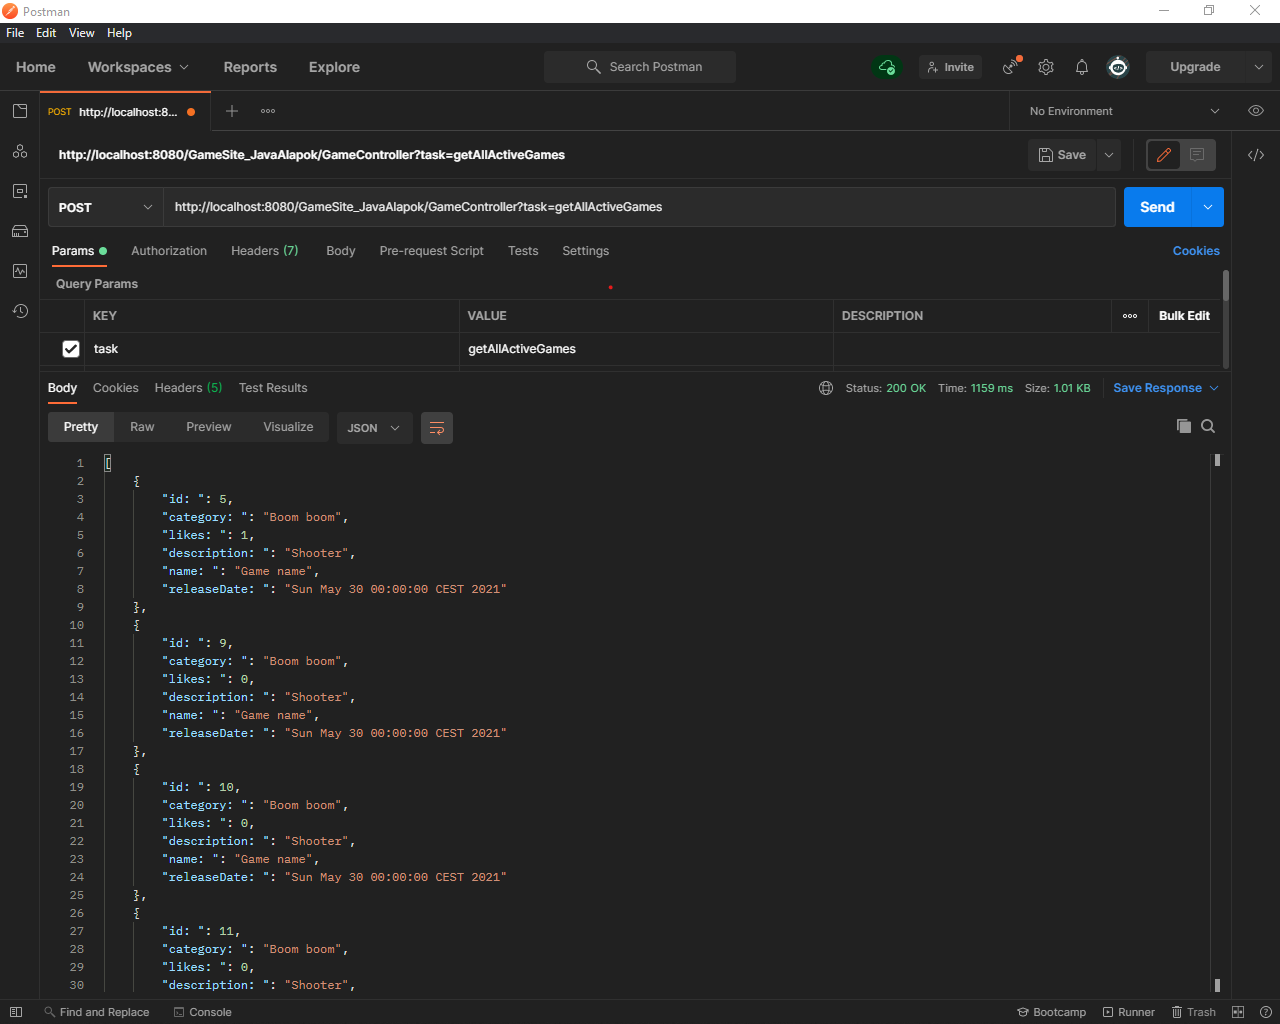 Postman
File Edit View Help
Home Workspaces Reports Explore Search Postman Invite Upgrade
POST http://localhost:8... No Environment
http://localhost:8080/GameSite_JavaAlapok/GameController?task=getAllActiveGames Save
POST http://localhost:8080/GameSite_JavaAlapok/GameController?task=getAllActiveGames Send
Params Authorization Headers (7) Body Pre-request Script Tests Settings Cookies
Query Params
KEY VALUE DESCRIPTION Bulk Edit
task getAllActiveGames
Body Cookies Headers (5) Test Results Status: 200 OK Time: 1159 ms Size: 1.01 KB Save Response
Pretty Raw Preview Visualize JSON
1 [
2 {
3 "id: ": 5,
4 "category: ": "Boom boom",
5 "likes: ": 1,
6 "description: ": "Shooter",
7 "name: ": "Game name",
8 "releaseDate: ": "Sun May 30 00:00:00 CEST 2021"
9 },
10 {
11 "id: ": 9,
12 "category: ": "Boom boom",
13 "likes: ": 0,
14 "description: ": "Shooter",
15 "name: ": "Game name",
16 "releaseDate: ": "Sun May 30 00:00:00 CEST 2021"
17 },
18 {
19 "id: ": 10,
20 "category: ": "Boom boom",
21 "likes: ": 0,
22 "description: ": "Shooter",
23 "name: ": "Game name",
24 "releaseDate: ": "Sun May 30 00:00:00 CEST 2021"
25 },
26 {
27 "id: ": 11,
28 "category: ": "Boom boom",
29 "likes: ": 0,
30 "description: ": "Shooter",
Find and Replace Console Bootcamp Runner Trash